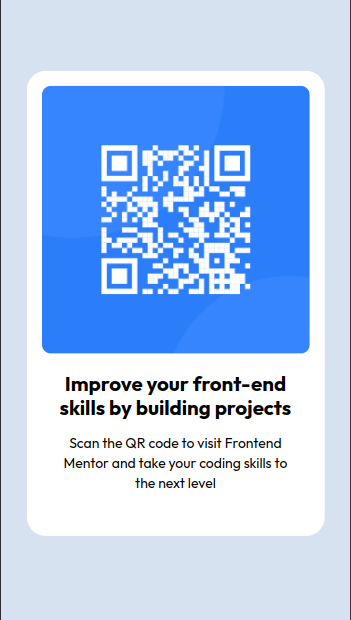 Improve your front-end
skills by building projects
Scan the QR code to visit Frontend
Mentor and take your coding skills to
the next level